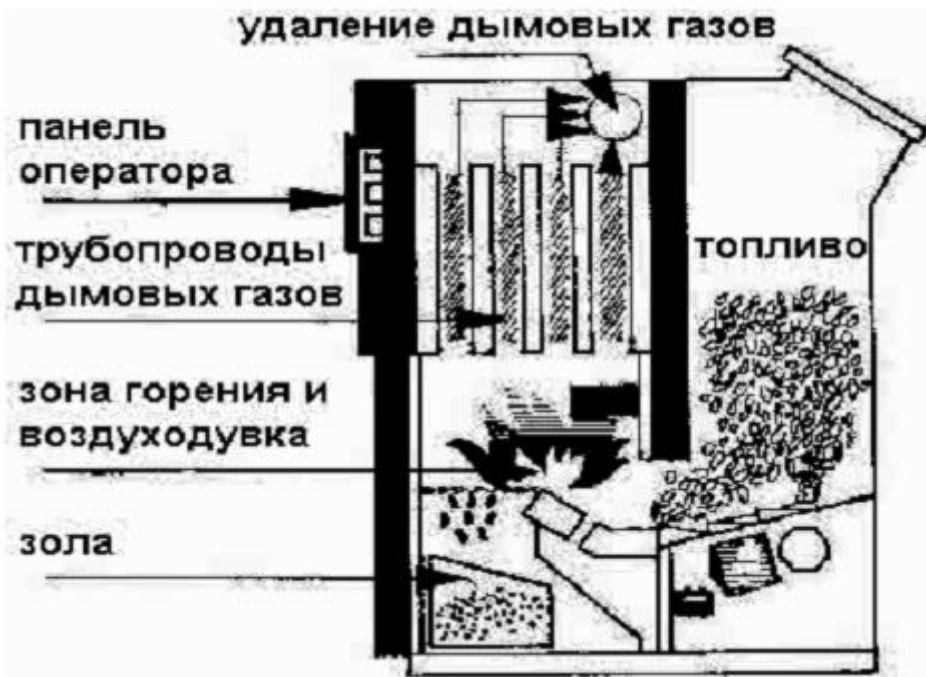 удаление дымовых газов
панель
оператора
трубопроводы
дымовых газов
топливо
зона горения и
воздуходувка
зола